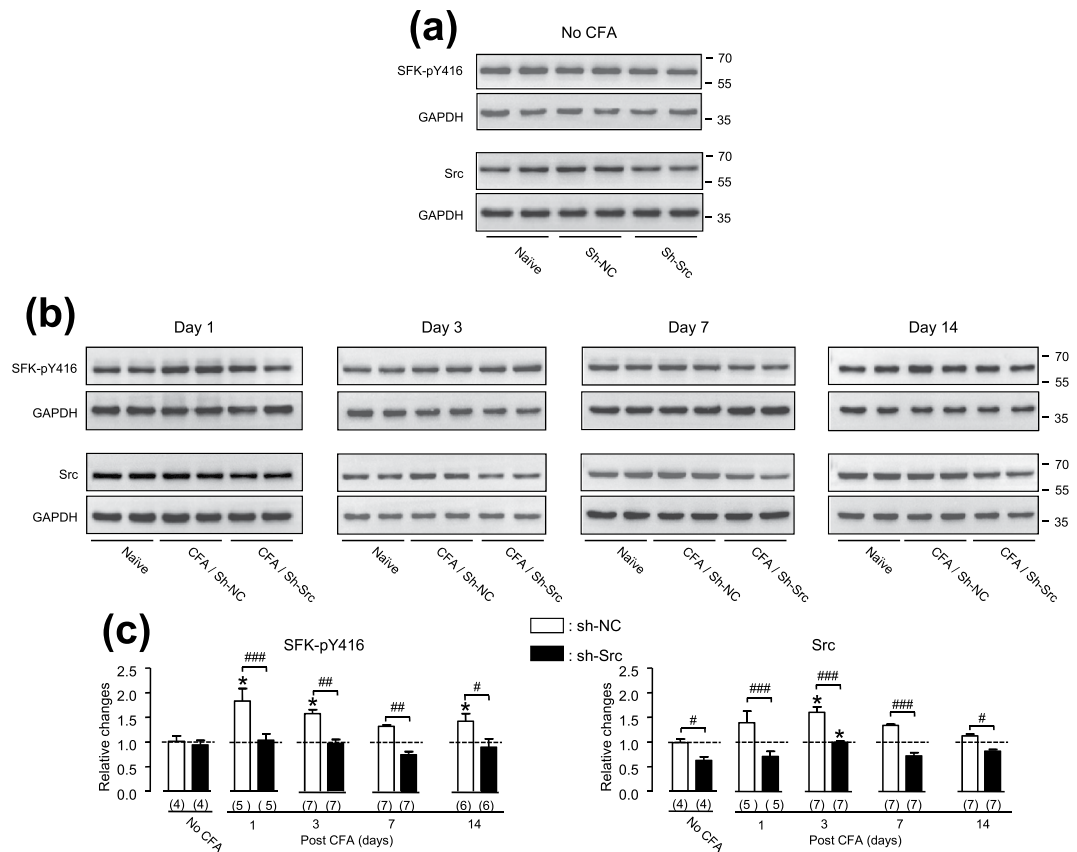 (a)
No CFA
SFK-pY416
70
55
GAPDH
35
Src
70
55
GAPDH
35
Naïve
Sh-NC
Sh-Src
(b)
Day 1
Day 3
Day 7
Day 14
SFK-pY416
70
55
GAPDH
35
Src
70
55
GAPDH
35
Naïve
CFA / Sh-NC
CFA / Sh-Src
Naïve
CFA / Sh-NC
CFA / Sh-Src
Naïve
CFA / Sh-NC
CFA / Sh-Src
Naïve
CFA / Sh-NC
CFA / Sh-Src
(c)
: sh-NC
: sh-Src
SFK-pY416
Relative changes
2.5
2.0
1.5
1.0
0.5
0.0
* ### * ## ## * #
(4) (4) (5 ) ( 5) (7) (7) (7) (7) (6) (6)
No CFA
1 3 7 14
Post CFA (days)
Src
Relative changes
2.5
2.0
1.5
1.0
0.5
0.0
# ### * ### * ### #
(4) (4) (5 ) ( 5) (7) (7) (7) (7) (7) (7)
No CFA
1 3 7 14
Post CFA (days)